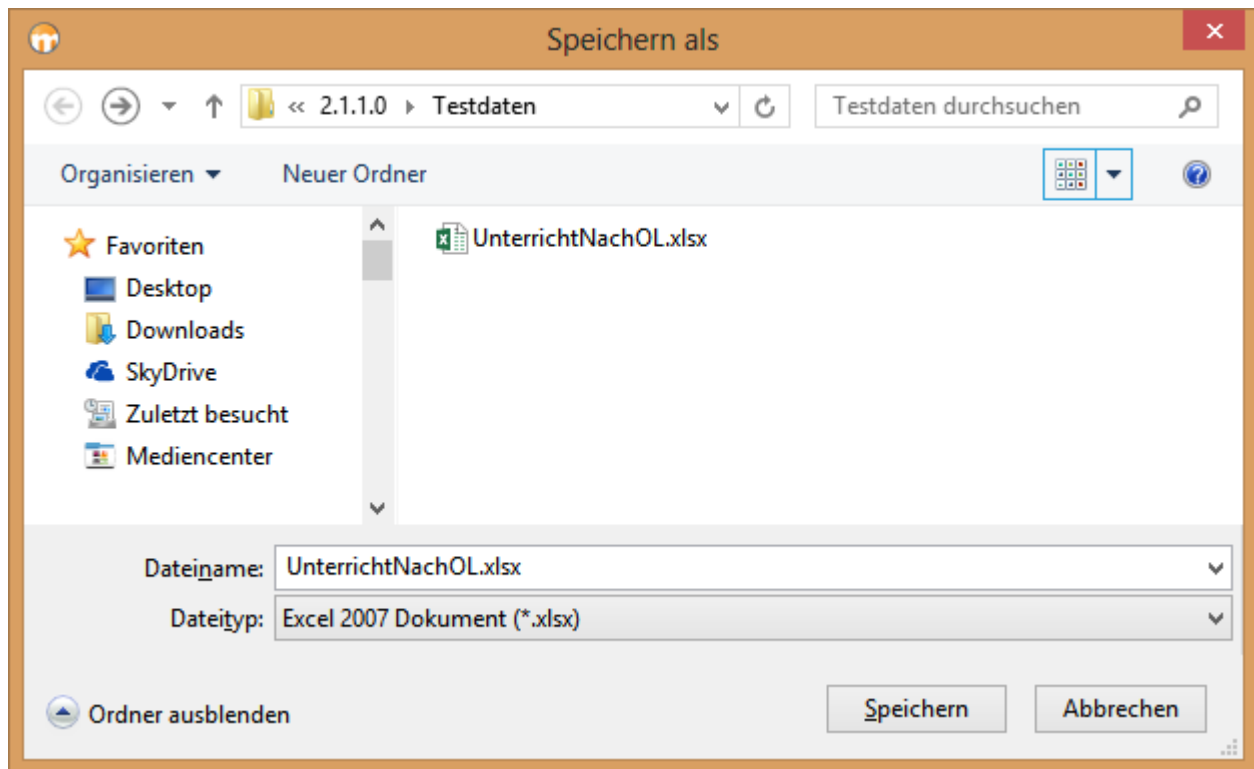 Speichern als
« 2.1.1.0 Testdaten Testdaten durchsuchen
Organisieren Neuer Ordner
Favoriten
UnterrichtNachOL.xlsx
Desktop
Downloads
SkyDrive
Zuletzt besucht
Mediencenter
Dateiname: UnterrichtNachOL.xlsx
Dateityp: Excel 2007 Dokument (*.xlsx)
Ordner ausblenden Speichern Abbrechen